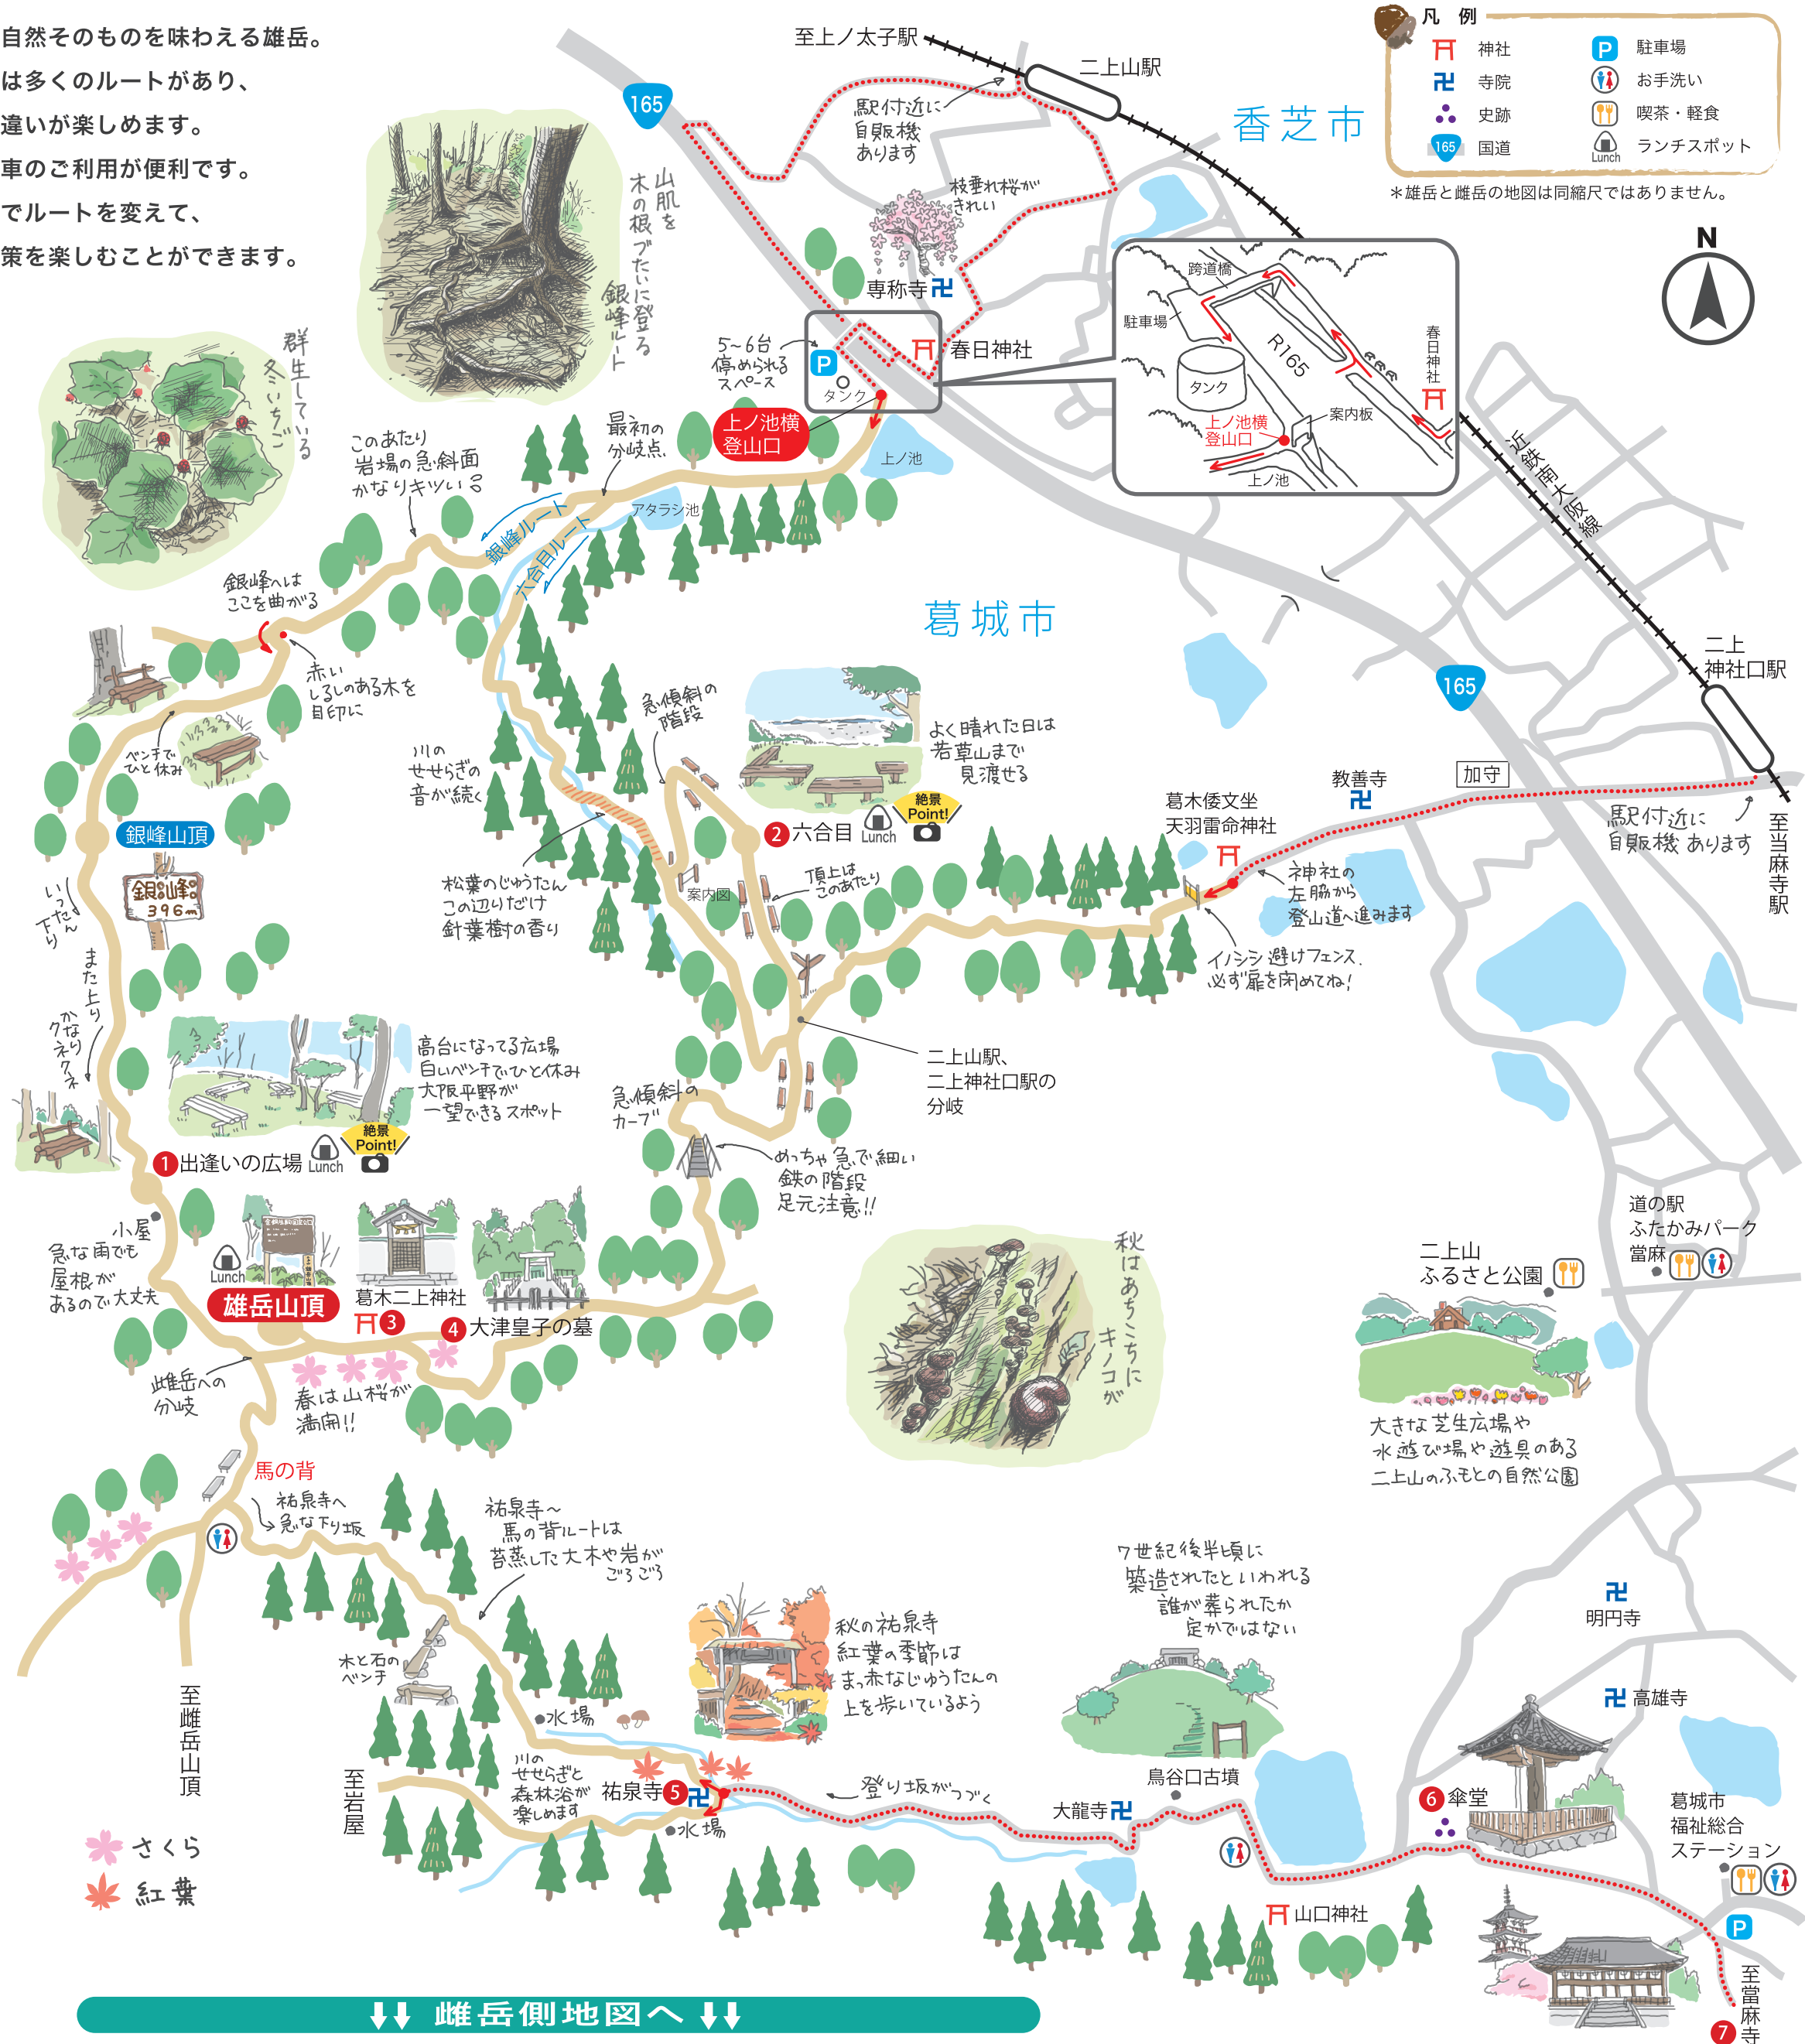 自然そのものを味わえる雄岳。
は多くのルートがあり、
違いが楽しめます。
車のご利用が便利です。
でルートを変えて、
策を楽しむことができます。
凡 例
神社
寺院
史跡
165
国道
P
駐車場
お手洗い
喫茶・軽食
Lunch
ランチスポット
＊雄岳と雌岳の地図は同縮尺ではありません。
N
至上ノ太子駅
二上山駅
香芝市
165
駅付近に
自販機
あります
枝垂れ桜が
きれい
専称寺
山肌を
木の根づたいに登る
銀峰ルート
群生している
冬いちご
5〜6台
停められる
スペース
P
タンク
春日神社
上ノ池横
登山口
上ノ池
跨道橋
駐車場
R165
春日神社
タンク
上ノ池横
登山口
案内板
上ノ池
近鉄南大阪線
最初の
分岐点.
このあたり
岩場の急斜面
かなりキツい
アタラシ池
銀峰ルート
六合目ルート
銀峰へは
ここを曲がる
赤い
しるしのある木を
目印に
ベンチで
ひと休み
葛城市
二上
神社口駅
165
急傾斜の
階段
川の
せせらぎの
音が続く
よく晴れた日は
若草山まで
見渡せる
絶景
Point!
2 六合目
Lunch
葛木倭文坐
天羽雷命神社
教善寺
加守
駅付近に
自販機 あります
至当麻寺駅
銀峰山頂
銀峰
396m
いったん
下り
また上り
かなり
クネクネ
松葉のじゅうたん
この辺りだけ
針葉樹の香り
案内図
頂上は
このあたり
神社の
左脇から
登山道へ進みます
イノシシ避けフェンス.
必ず扉を閉めてね!
高台になってる広場
白いベンチでひと休み
大阪平野が
一望できるスポット
絶景
Point!
1 出逢いの広場
Lunch
急傾斜の
カーブ
二上山駅、
二上神社口駅の
分岐
めっちゃ急で細い
鉄の階段
足元注意!!
小屋
急な雨でも
屋根が
あるので大丈夫
Lunch
雄岳山頂
葛木二上神社
3
4 大津皇子の墓
雌岳への
分岐
春は山桜が
満開!!
秋はあちこちに
キノコが
道の駅
ふたかみパーク
當麻
二上山
ふるさと公園
大きな芝生広場や
水遊び場や遊具のある
二上山のふもとの自然公園
馬の背
祐泉寺へ
急な下り坂
祐泉寺〜
馬の背ルートは
苔蒸した大木や岩が
ごろごろ
木と石の
ベンチ
至雌岳山頂
至岩屋
水場
川の
せせらぎと
森林浴が
楽しめます
秋の祐泉寺
紅葉の季節は
まっ赤なじゅうたんの
上を歩いているよう
祐泉寺 5
水場
登り坂がつづく
7世紀後半頃に
築造されたといわれる
誰が葬られたか
定かではない
鳥谷口古墳
大龍寺
明円寺
高雄寺
6 傘堂
葛城市
福祉総合
ステーション
P
山口神社
至當麻寺
7
さくら
紅葉
雌岳側地図へ